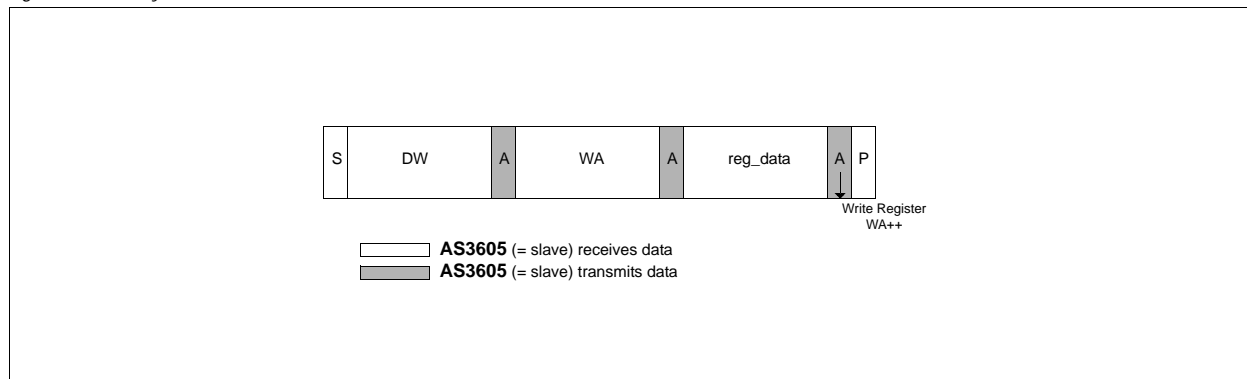 S DW A WA A reg_data A P
Write Register
WA++
AS3605 (= slave) receives data
AS3605 (= slave) transmits data